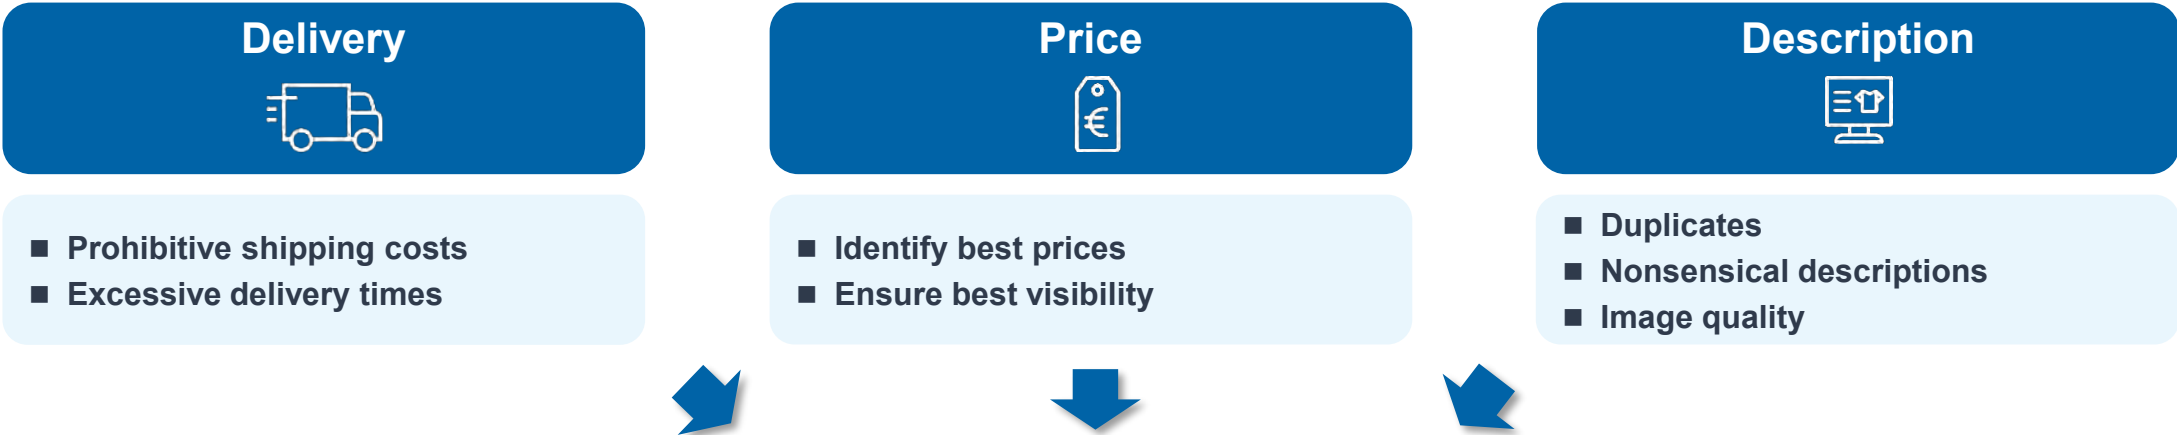 Delivery
€
Prohibitive shipping costs
Excessive delivery times
Price
Identify best prices
Ensure best visibility
Description
Duplicates
Nonsensical descriptions
Image quality